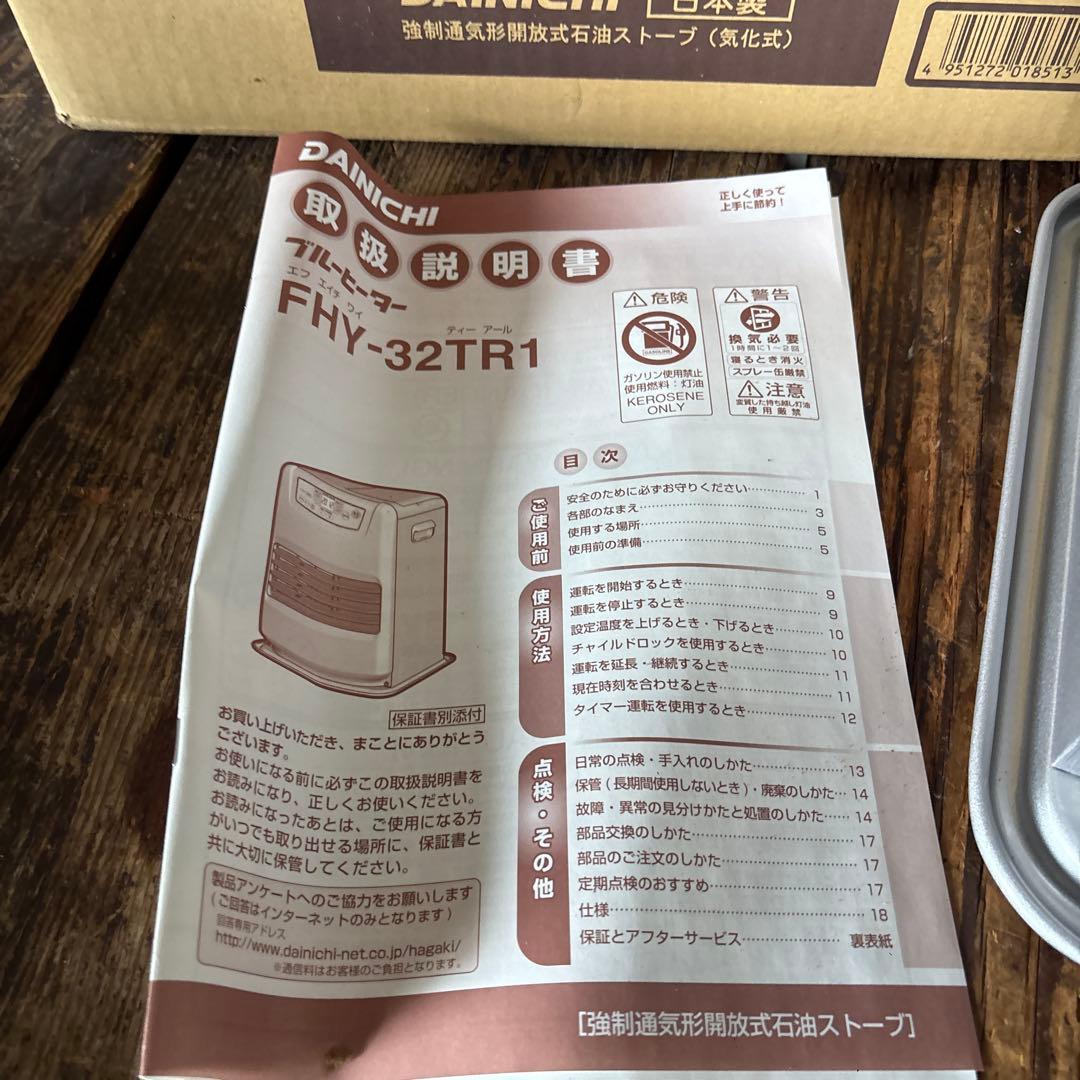 DAINICHI 日本製
強制通気形開放式石油ストーブ（気化式）
4 951272 018513
DAINICHI
取扱説明書
正しく使って
上手に節約！
ブルーヒーター
エフ エイチ ワイ ティー アール
FHY-32TR1
危険
GASOLINE
ガソリン使用禁止
使用燃料：灯油
KEROSENE
ONLY
警告
換気必要
1時間に1～2回
寝るとき消火
スプレー缶厳禁
注意
変質した持ち越し灯油
使用厳禁
目次
ご使用前
安全のために必ずお守りください 1
各部のなまえ 3
使用する場所 5
使用前の準備 5
使用方法
運転を開始するとき 9
運転を停止するとき 9
設定温度を上げるとき・下げるとき 10
チャイルドロックを使用するとき 10
運転を延長・継続するとき 11
現在時刻を合わせるとき 11
タイマー運転を使用するとき 12
点検・その他
日常の点検・手入れのしかた 13
保管（長期間使用しないとき）・廃棄のしかた 14
故障・異常の見分けかたと処置のしかた 14
部品交換のしかた 17
部品のご注文のしかた 17
定期点検のおすすめ 17
仕様 18
保証とアフターサービス 裏表紙
保証書別添付
お買い上げいただき、まことにありがとう
ございます。
お使いになる前に必ずこの取扱説明書を
お読みになり、正しくお使いください。
お読みになったあとは、ご使用になる方
がいつでも取り出せる場所に、保証書と
共に大切に保管してください。
製品アンケートへのご協力をお願いします
（ご回答はインターネットのみとなります）
回答専用アドレス
http://www.dainichi-net.co.jp/hagaki/
※通信料はお客様のご負担となります。
［強制通気形開放式石油ストーブ］